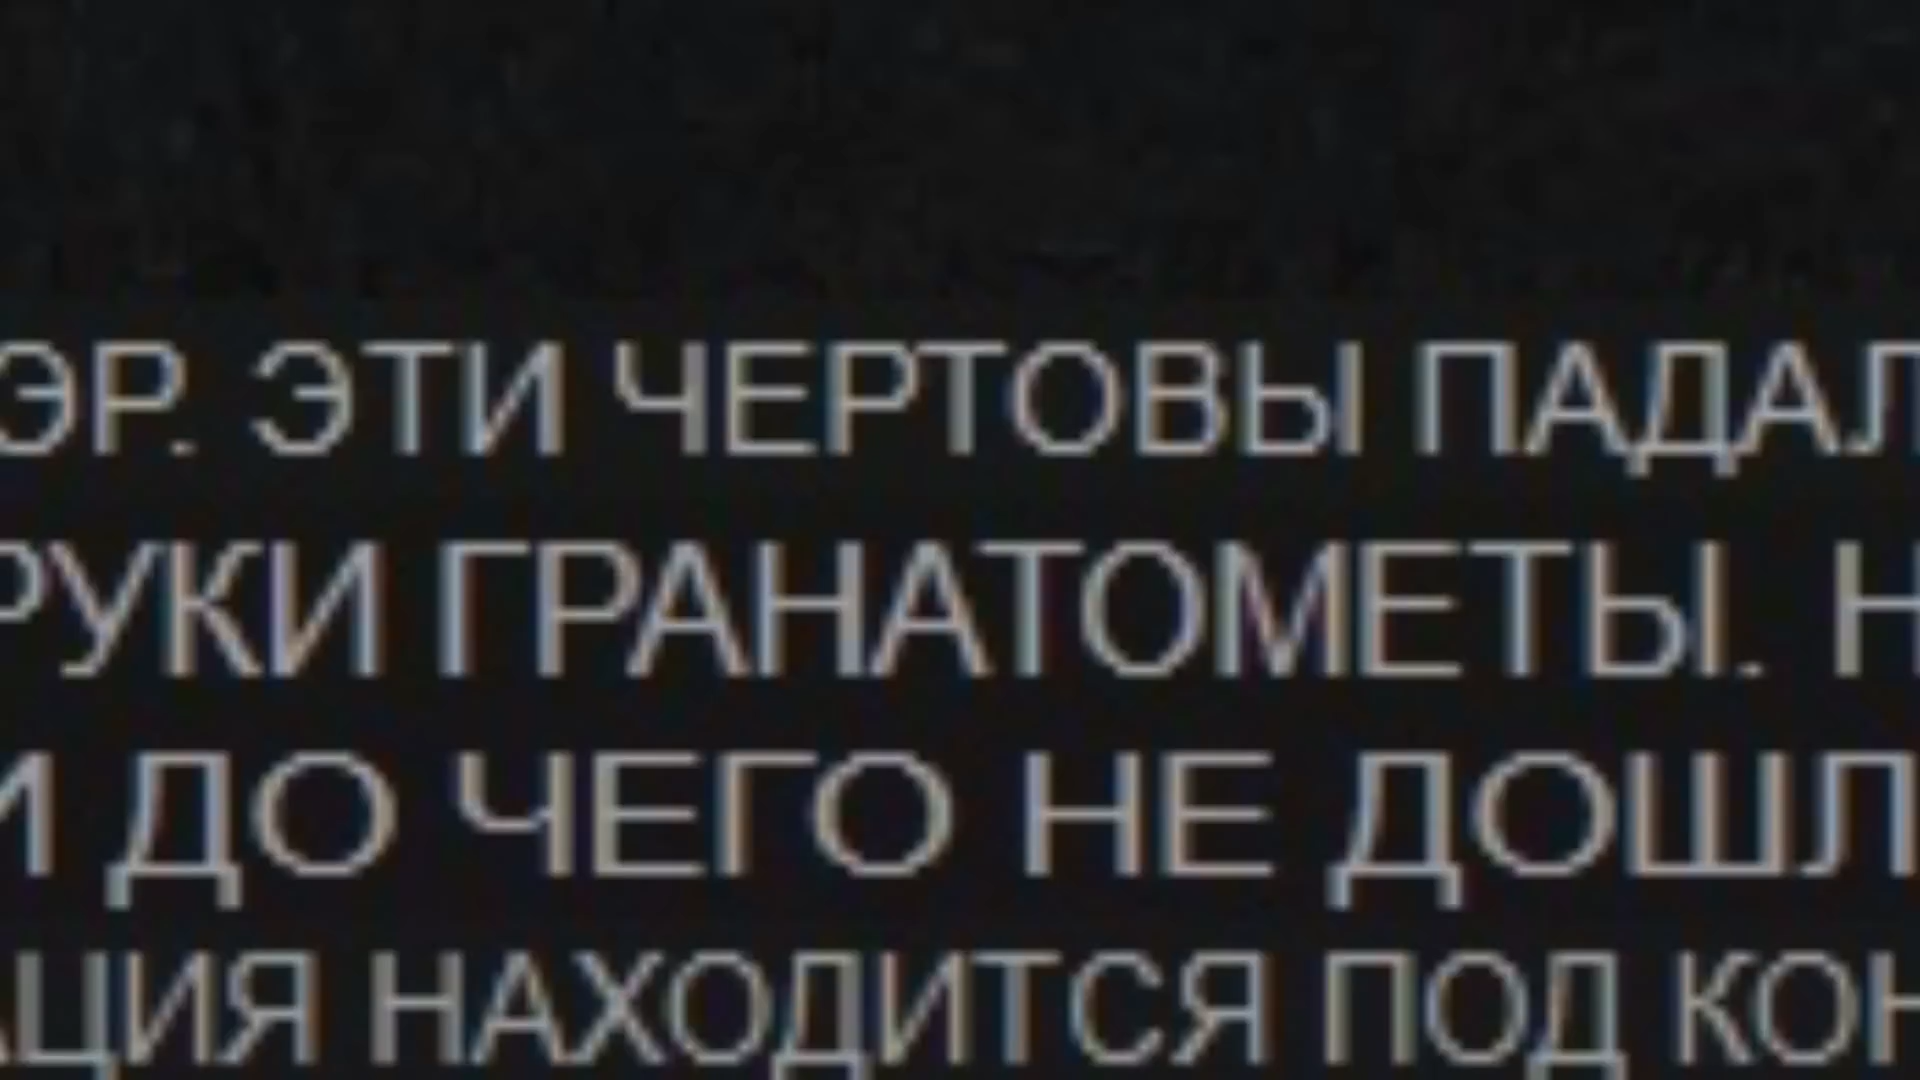 ЭР. ЭТИ ЧЕРТОВЫ ПАДАЛ
РУКИ ГРАНАТОМЕТЫ. Н
И ДО ЧЕГО НЕ ДОШЛ
АЦИЯ НАХОДИТСЯ ПОД КОН